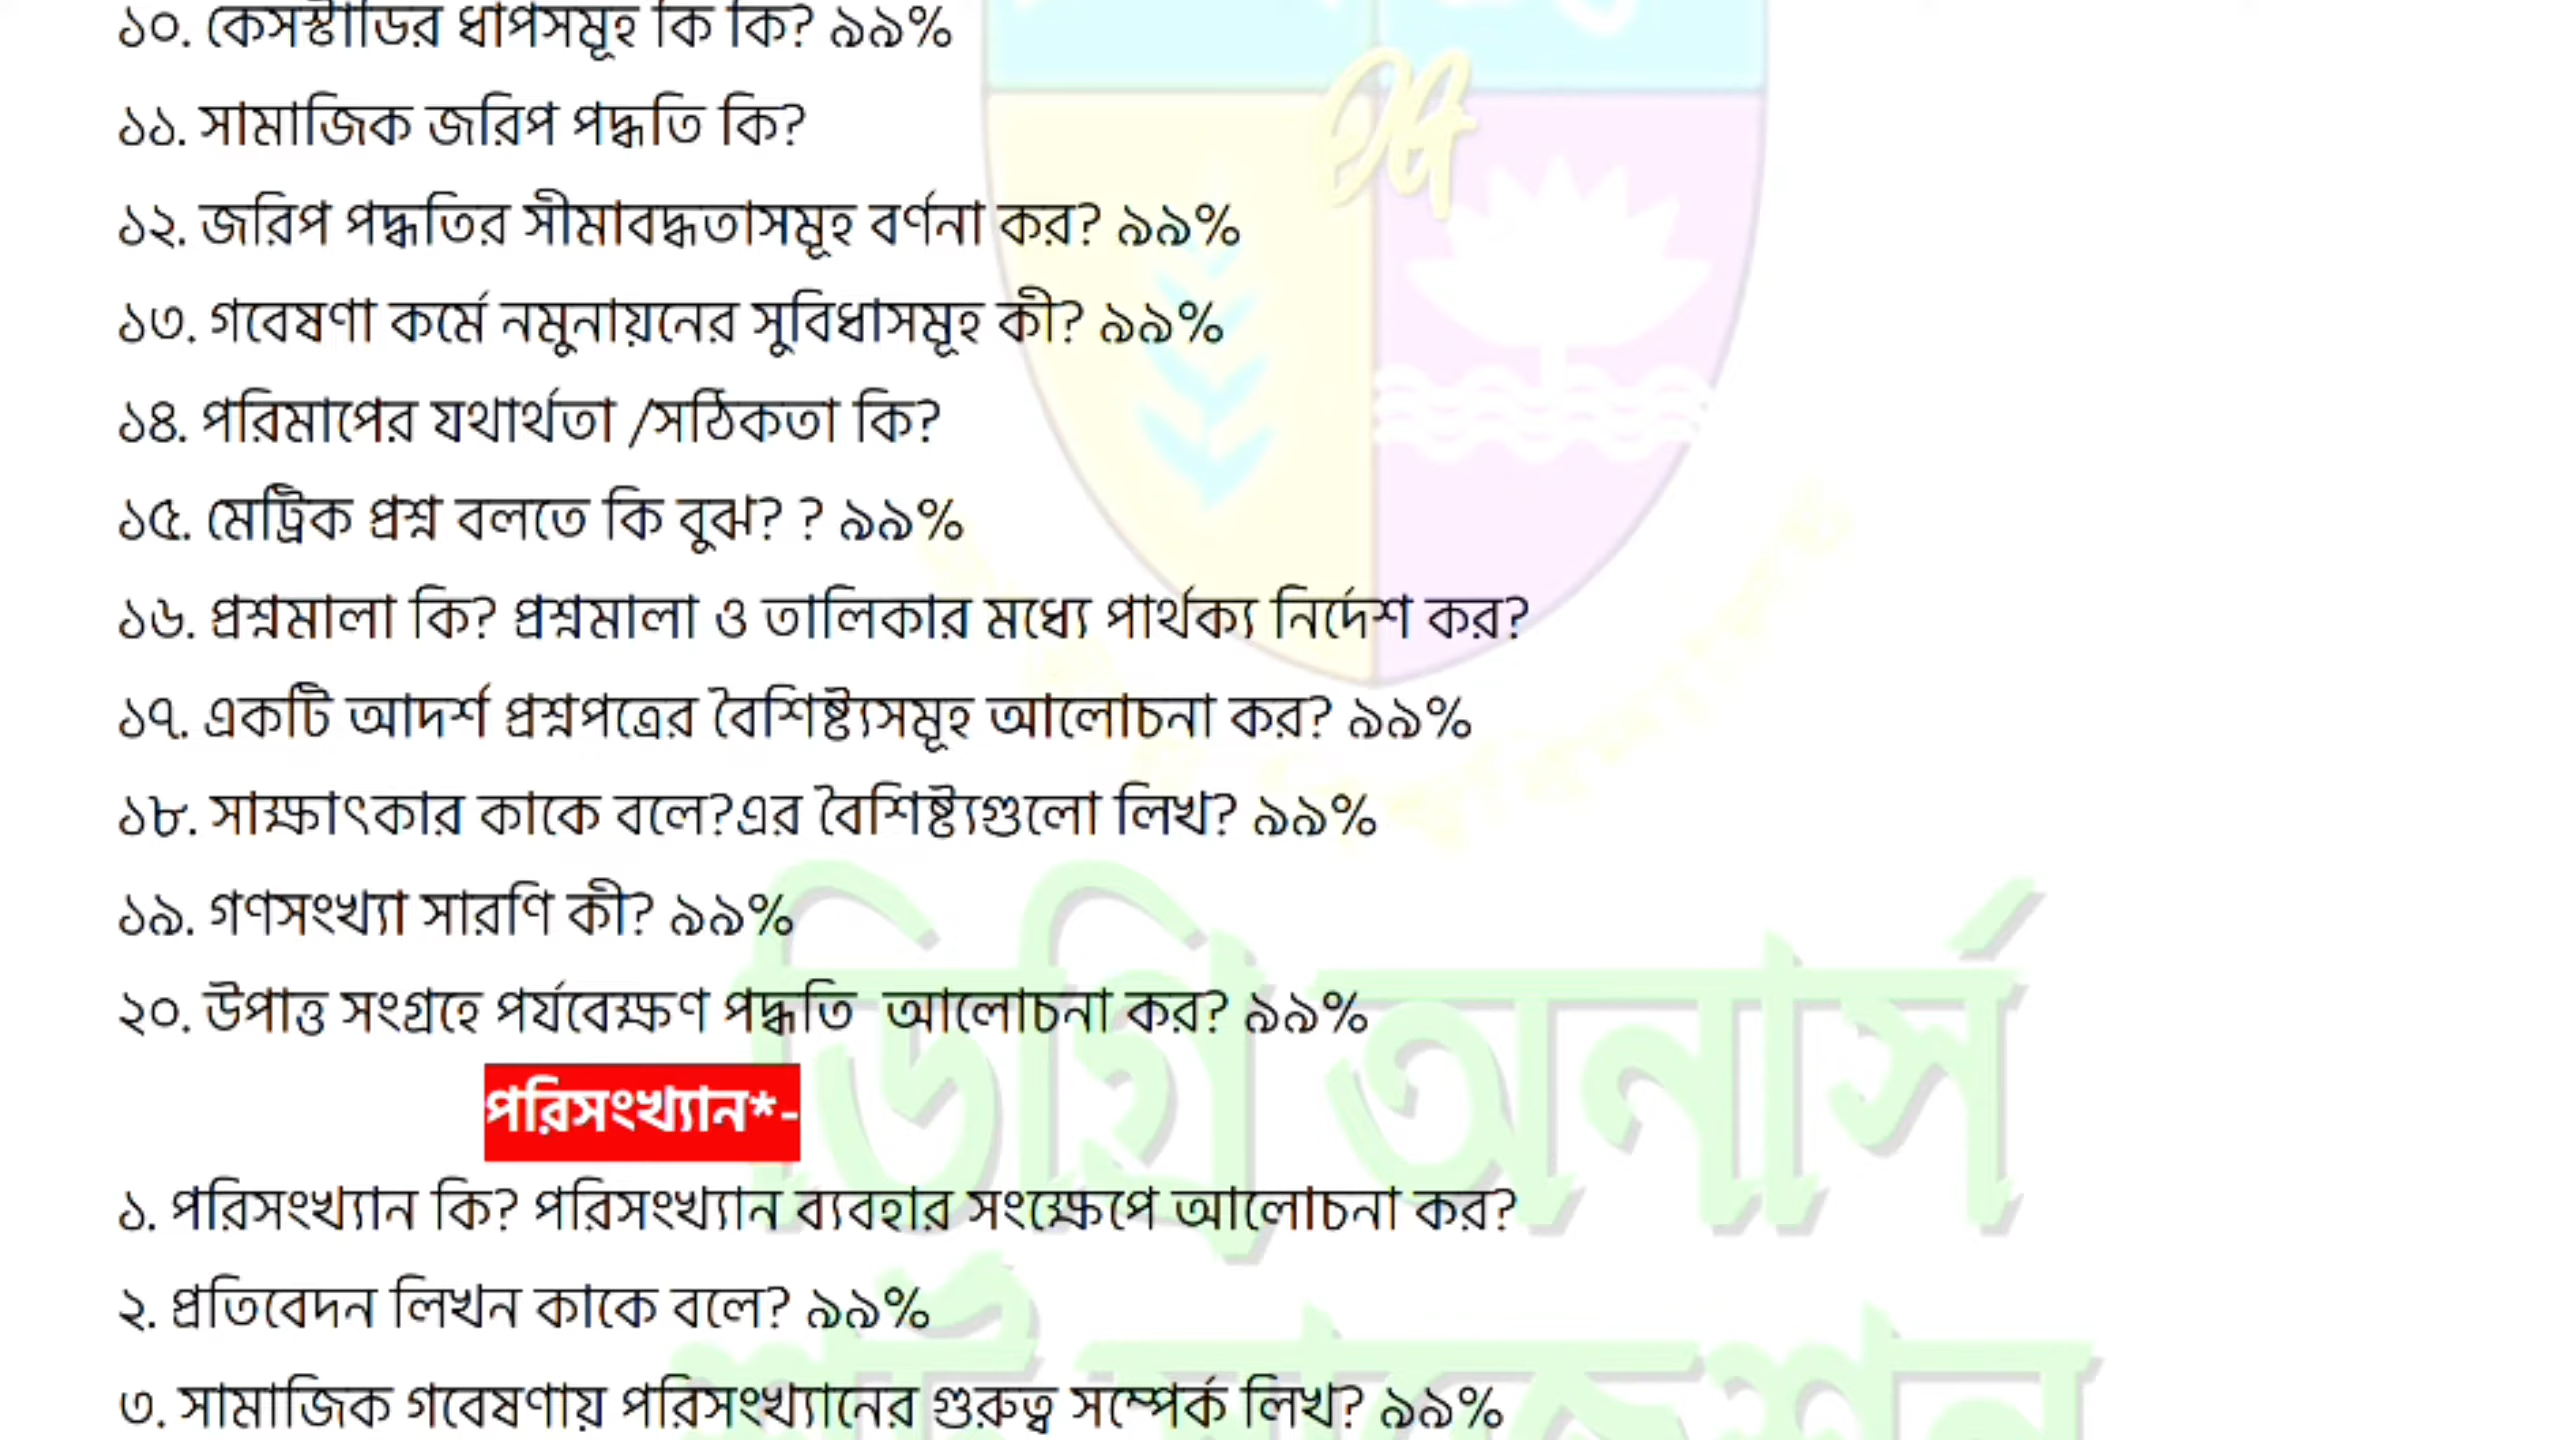 ১০. কেসস্টাডির ধাপসমূহ কি কি? ৯৯%
১১. সামাজিক জরিপ পদ্ধতি কি?
১২. জরিপ পদ্ধতির সীমাবদ্ধতাসমূহ বর্ণনা কর? ৯৯%
১৩. গবেষণা কর্মে নমুনায়নের সুবিধাসমূহ কী? ৯৯%
১৪. পরিমাপের যথার্থতা /সঠিকতা কি?
১৫. মেট্রিক প্রশ্ন বলতে কি বুঝ? ? ৯৯%
১৬. প্রশ্নমালা কি? প্রশ্নমালা ও তালিকার মধ্যে পার্থক্য নির্দেশ কর?
১৭. একটি আদর্শ প্রশ্নপত্রের বৈশিষ্ট্যসমূহ আলোচনা কর? ৯৯%
১৮. সাক্ষাৎকার কাকে বলে?এর বৈশিষ্ট্যগুলো লিখ? ৯৯%
১৯. গণসংখ্যা সারণি কী? ৯৯%
২০. উপাত্ত সংগ্রহে পর্যবেক্ষণ পদ্ধতি আলোচনা কর? ৯৯%
পরিসংখ্যান*-
১. পরিসংখ্যান কি? পরিসংখ্যান ব্যবহার সংক্ষেপে আলোচনা কর?
২. প্রতিবেদন লিখন কাকে বলে? ৯৯%
৩. সামাজিক গবেষণায় পরিসংখ্যানের গুরুত্ব সম্পের্ক লিখ? ৯৯%
ডিগ্রি অনার্স